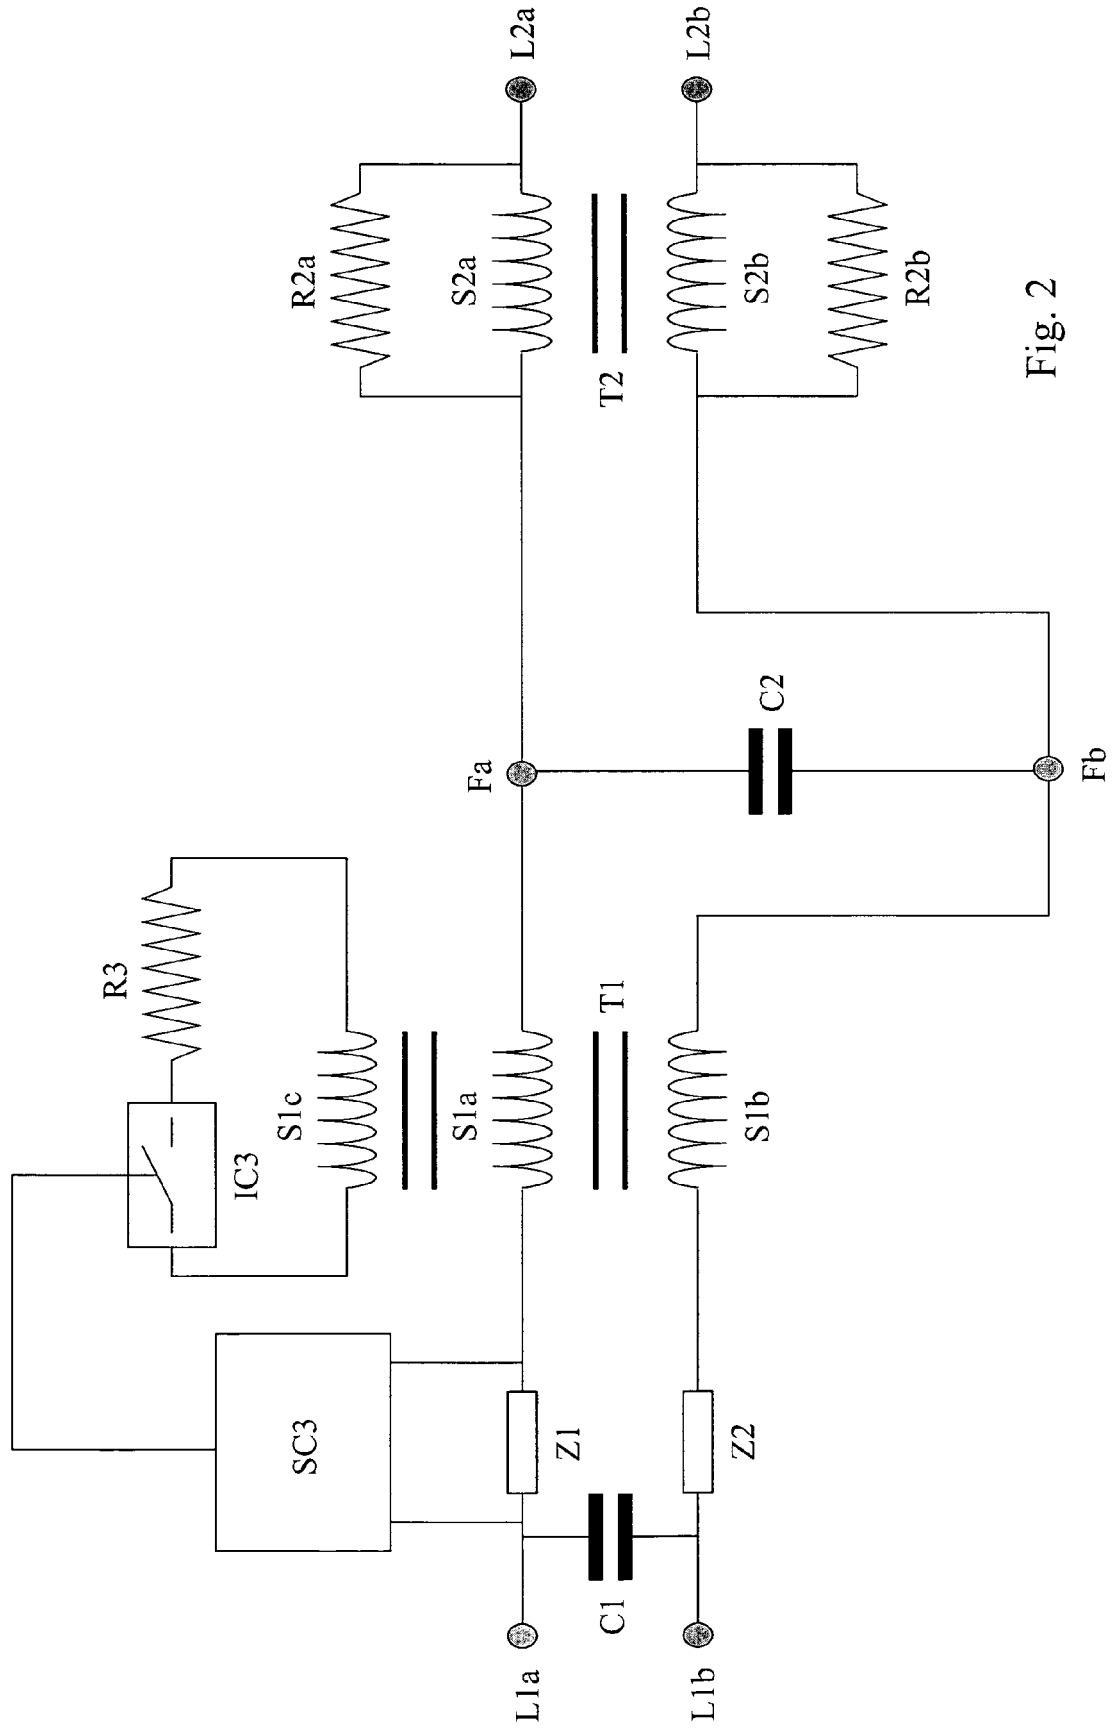 R3
IC3
S1c
SC3
S1a
T1
S1b
Z1
Z2
C1
L1a
L1b
Fa
C2
Fb
R2a
S2a
T2
S2b
R2b
L2a
L2b
Fig. 2